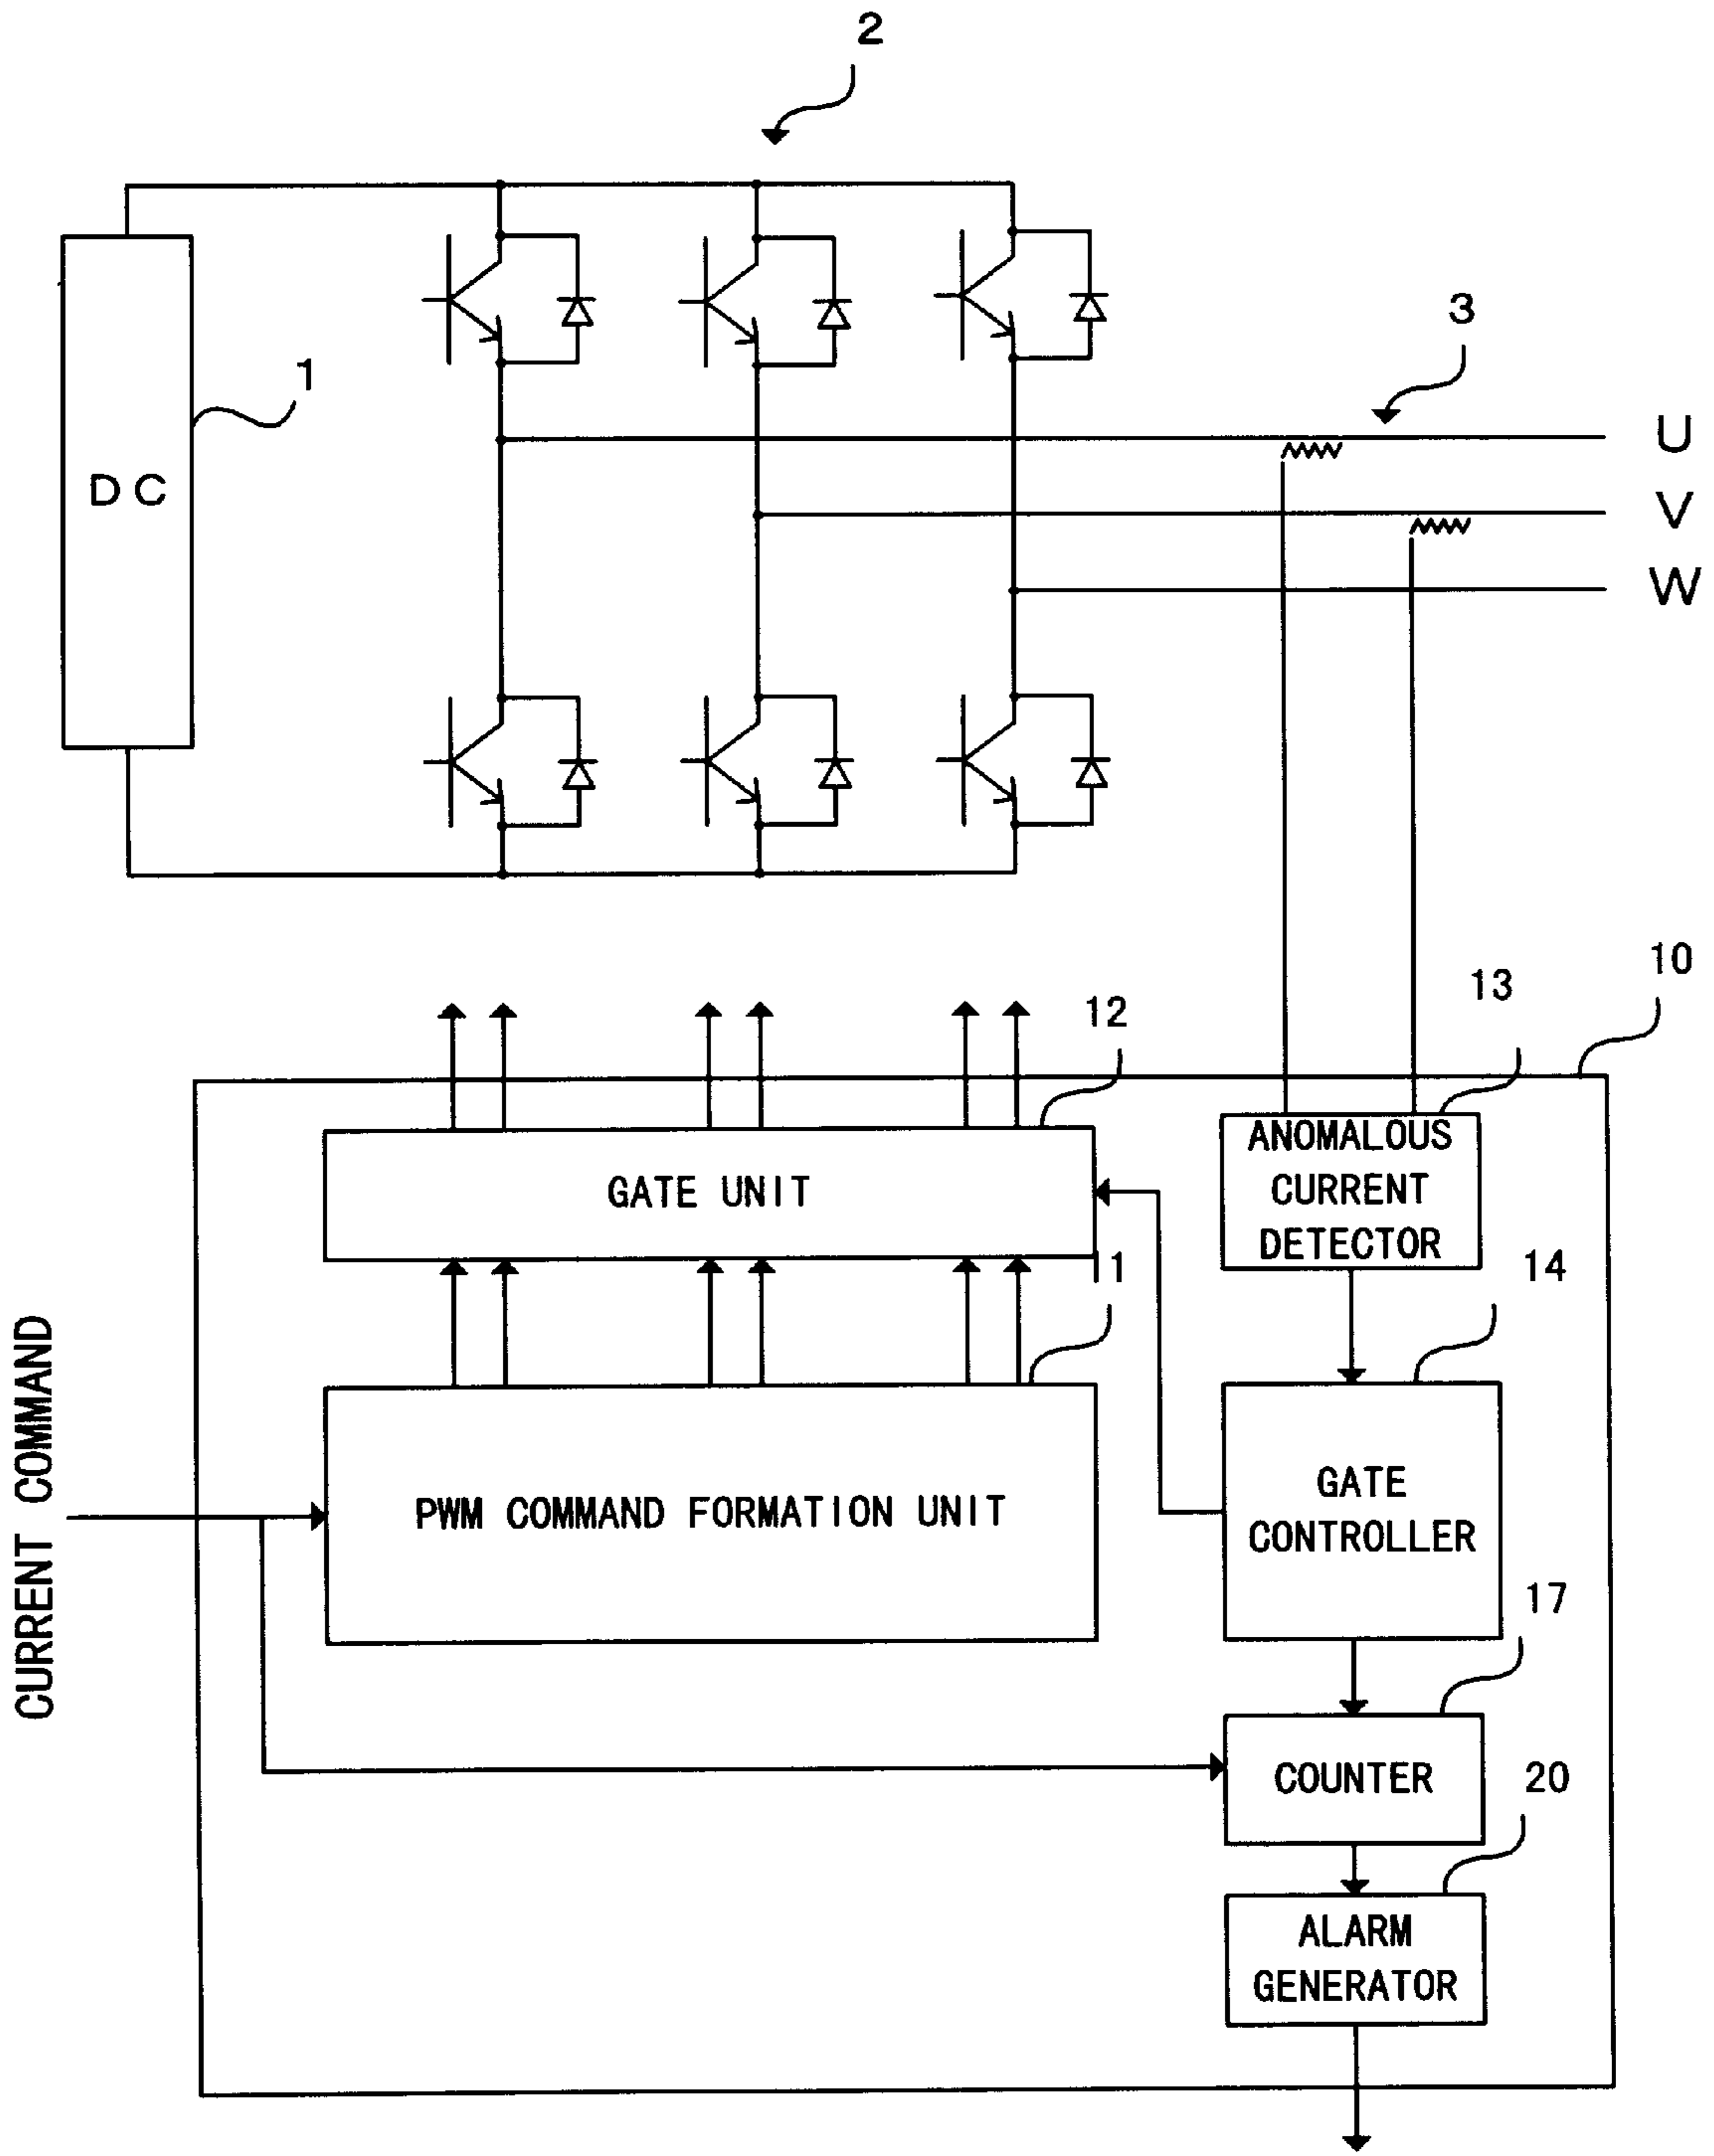 2
1
DC
3
U
V
W
10
13
12
ANOMALOUS
CURRENT
DETECTOR
GATE UNIT
11
14
CURRENT COMMAND
PWM COMMAND FORMATION UNIT
GATE
CONTROLLER
17
COUNTER
20
ALARM
GENERATOR